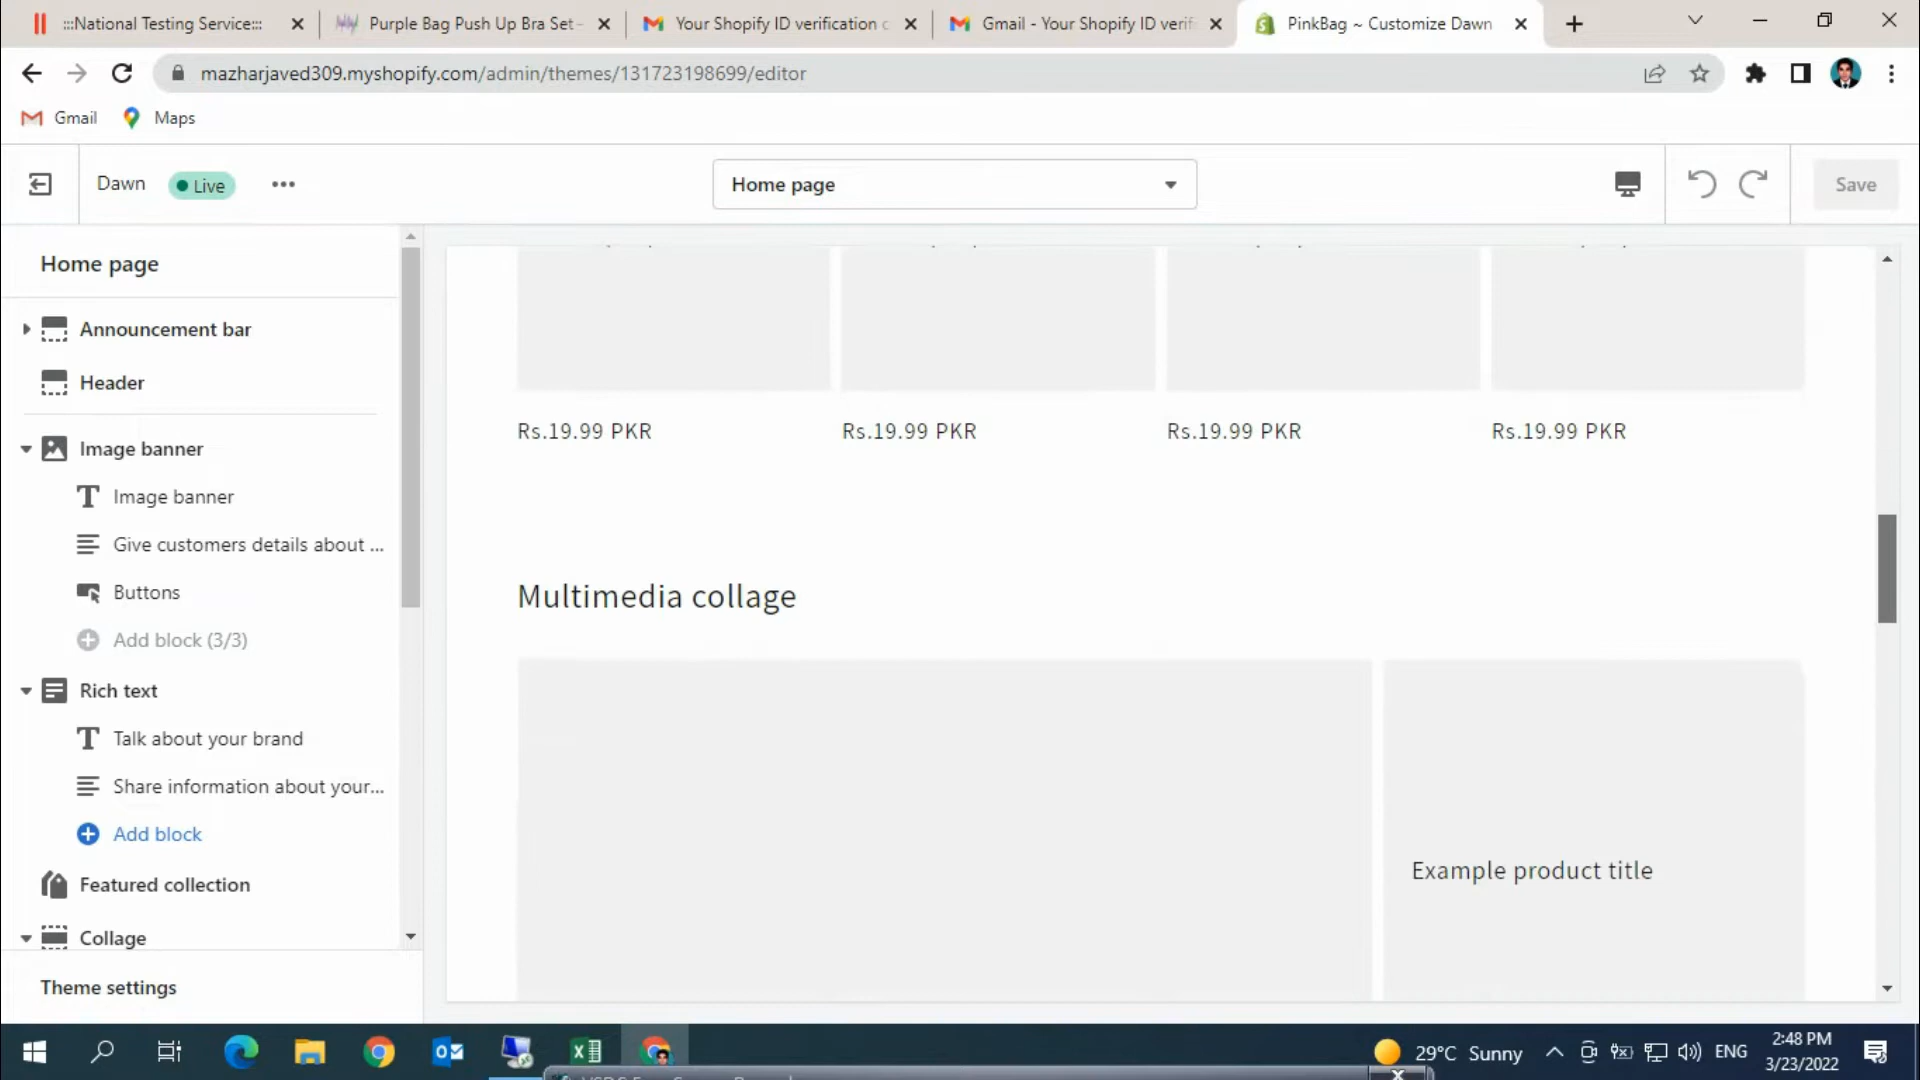 :::National Testing Service:::
Purple Bag Push Up Bra Set -
Your Shopify ID verification c
Gmail - Your Shopify ID verif
PinkBag ~ Customize Dawn
mazharjaved309.myshopify.com/admin/themes/131723198699/editor
Gmail
Maps
Dawn
Live
Home page
Save
Home page
Announcement bar
Header
Image banner
Image banner
Give customers details about ...
Buttons
Add block (3/3)
Rich text
Talk about your brand
Share information about your...
Add block
Featured collection
Collage
Theme settings
Rs.19.99 PKR
Rs.19.99 PKR
Rs.19.99 PKR
Rs.19.99 PKR
Multimedia collage
Example product title
29°C Sunny
ENG
2:48 PM
3/23/2022